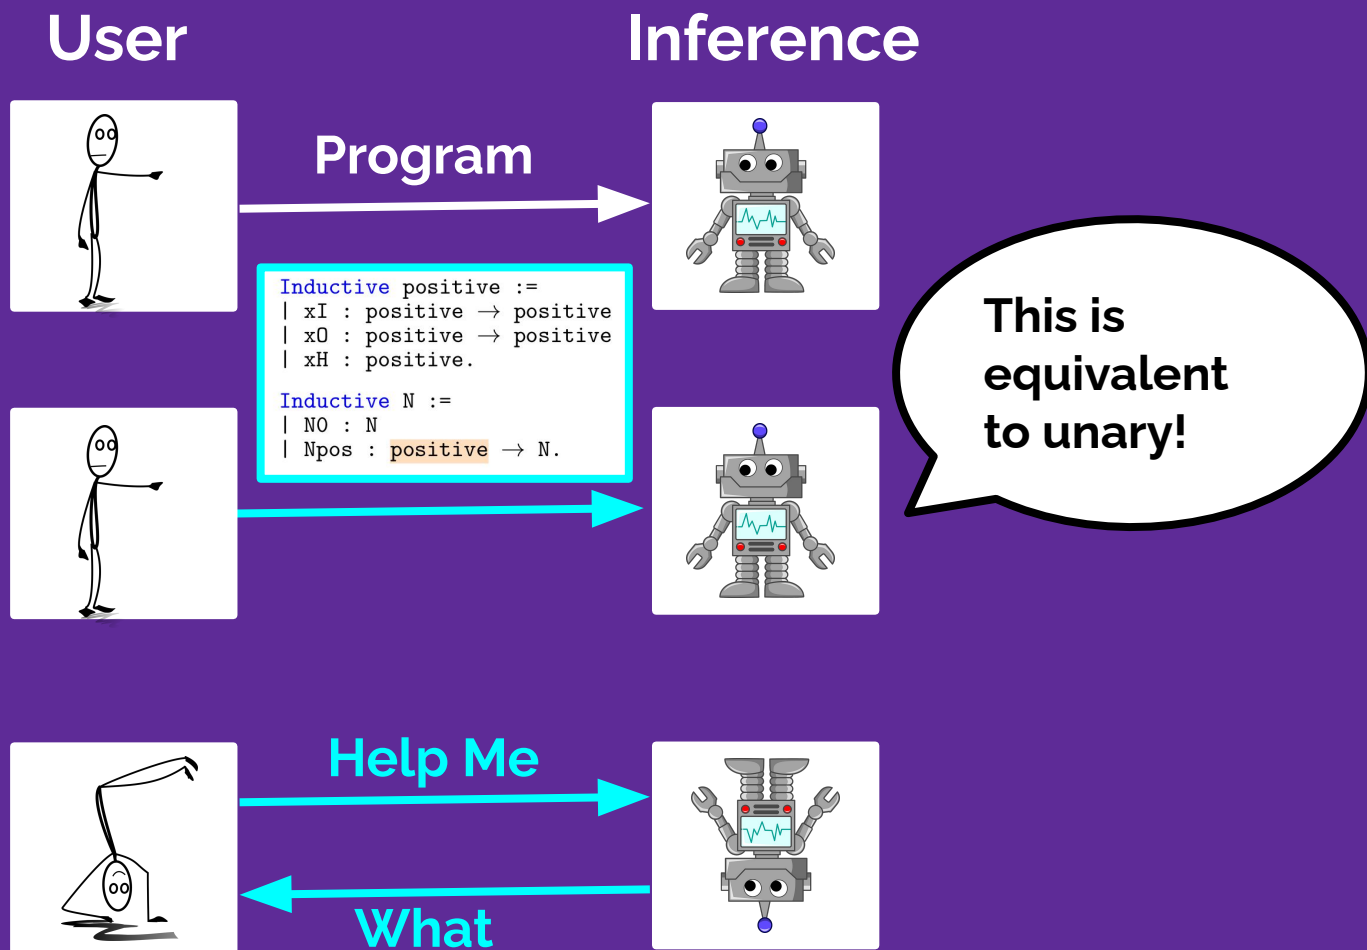 User
Inference
Program
Inductive positive :=
| xI : positive → positive
| xO : positive → positive
| xH : positive.
Inductive N :=
| NO : N
| Npos : positive → N.
This is
equivalent
to unary!
Help Me
What